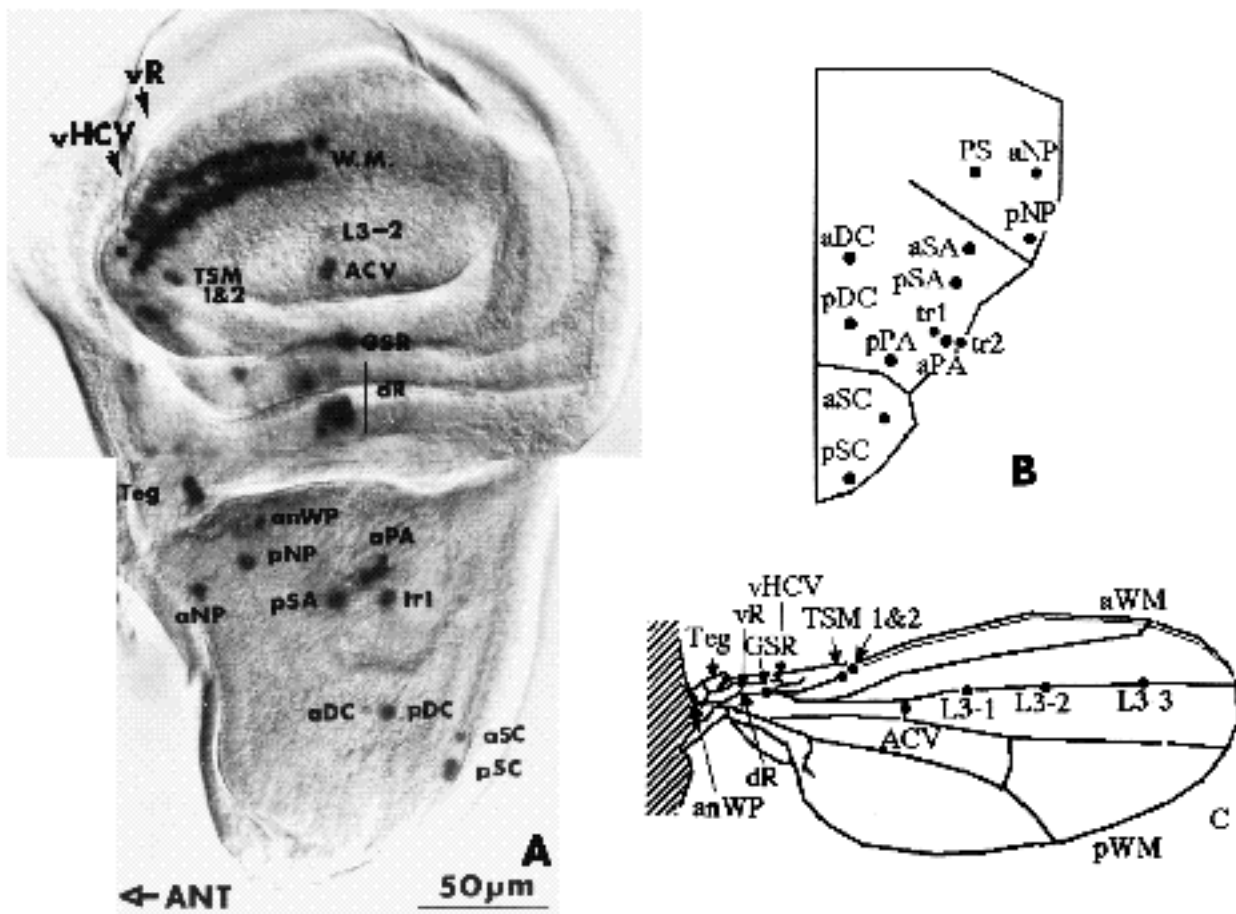 vR
vHCV
W.M.
L3-2
ACV
TSM
1&2
GSR
dR
Teg
anWP
aPA
pNP
aNP
pSA
tr1
aDC
pDC
aSC
pSC
A
ANT
50µm
PS aNP
pNP
aDC
aSA
pSA
pDC
tr1
tr2
pPA
aPA
aSC
pSC
B
vHCV
aWM
vR
TSM 1&2
Teg
GSR
L3-1
L3-2
L3 3
ACV
dR
anWP
C
pWM